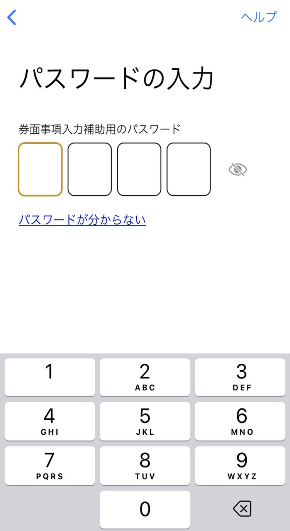 ヘルプ
パスワードの入力
券面事項入力補助用のパスワード
パスワードが分からない
1
2
ABC
3
DEF
4
GHI
5
JKL
6
MNO
7
PQRS
8
TUV
9
WXYZ
0